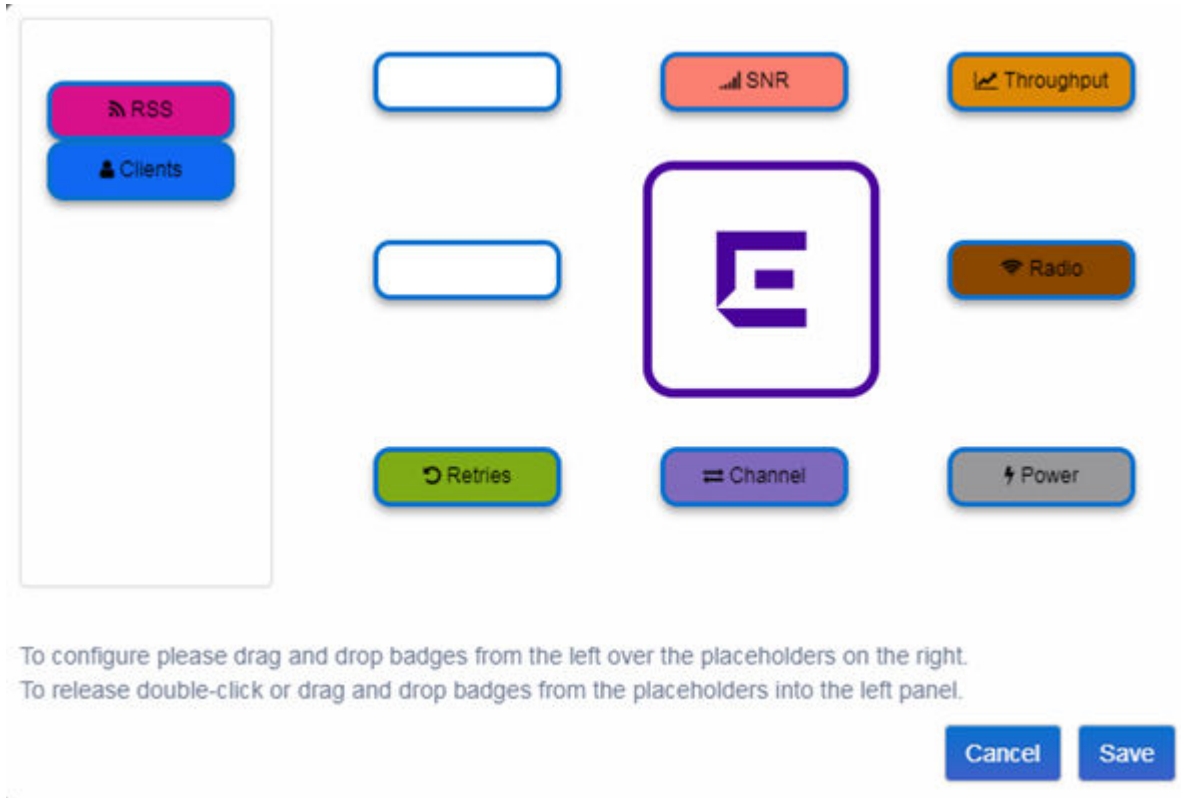 RSS
Clients
SNR
Throughput
Radio
Retries
Channel
Power
To configure please drag and drop badges from the left over the placeholders on the right.
To release double-click or drag and drop badges from the placeholders into the left panel.
Cancel
Save